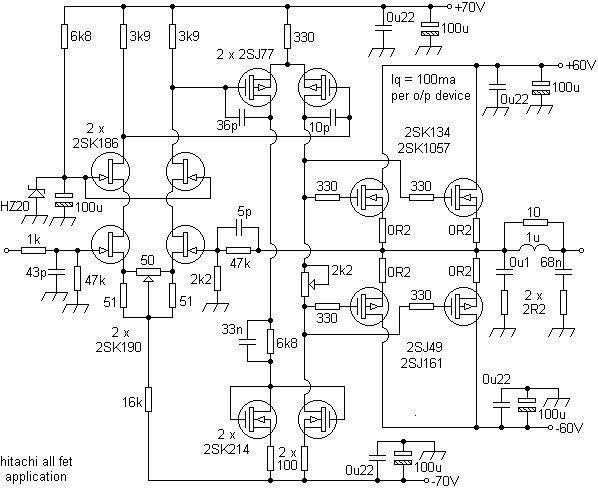 +70V
0u22
100u
6k8
3k9
3k9
330
2 x 2SJ77
+60V
Iq = 100ma
per o/p device
0u22
100u
36p
10p
2 x
2SK186
2SK134
2SK1057
HZ20
100u
330
330
5p
0R2
0R2
10
1k
50
47k
1u
43p
47k
2k2
0R2
0R2
0u1
68n
2k2
51
51
330
330
2 x
2R2
33n
6k8
2 x
2SK190
2SJ49
2SJ161
16k
0u22
100u
-60V
2 x
2SK214
2 x
100
hitachi all fet
application
0u22
100u
-70V